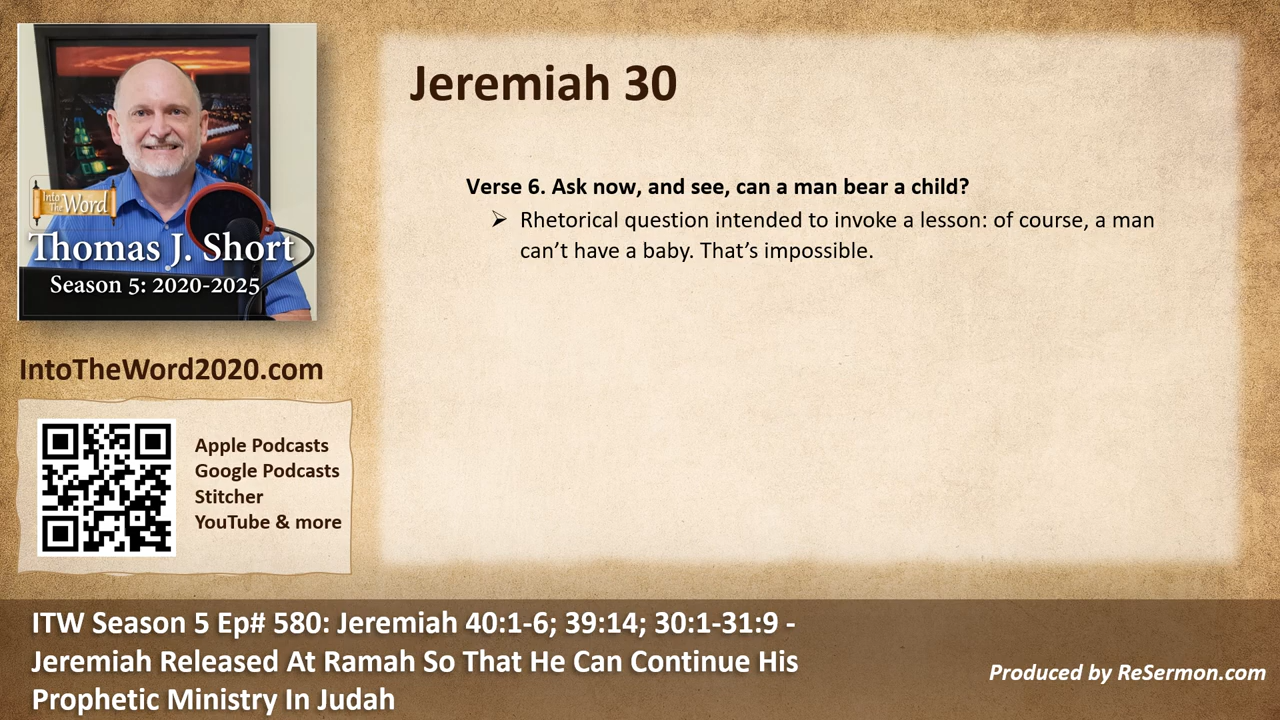 Into
The Word
Thomas J. Short
Season 5: 2020-2025
IntoTheWord2020.com
Apple Podcasts
Google Podcasts
Stitcher
YouTube & more
Jeremiah 30
Verse 6. Ask now, and see, can a man bear a child?
➢ Rhetorical question intended to invoke a lesson: of course, a man
can’t have a baby. That’s impossible.
ITW Season 5 Ep# 580: Jeremiah 40:1-6; 39:14; 30:1-31:9 -
Jeremiah Released At Ramah So That He Can Continue His
Prophetic Ministry In Judah
Produced by ReSermon.com